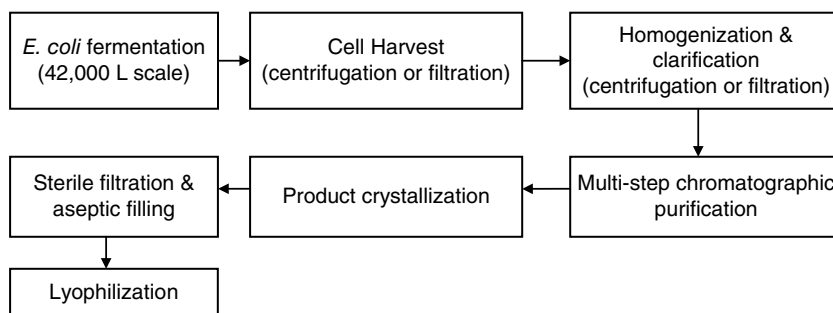 E. coli fermentation
(42,000 L scale)
Cell Harvest
(centrifugation or filtration)
Homogenization &
clarification
(centrifugation or filtration)
Multi-step chromatographic
purification
Product crystallization
Sterile filtration &
aseptic filling
Lyophilization